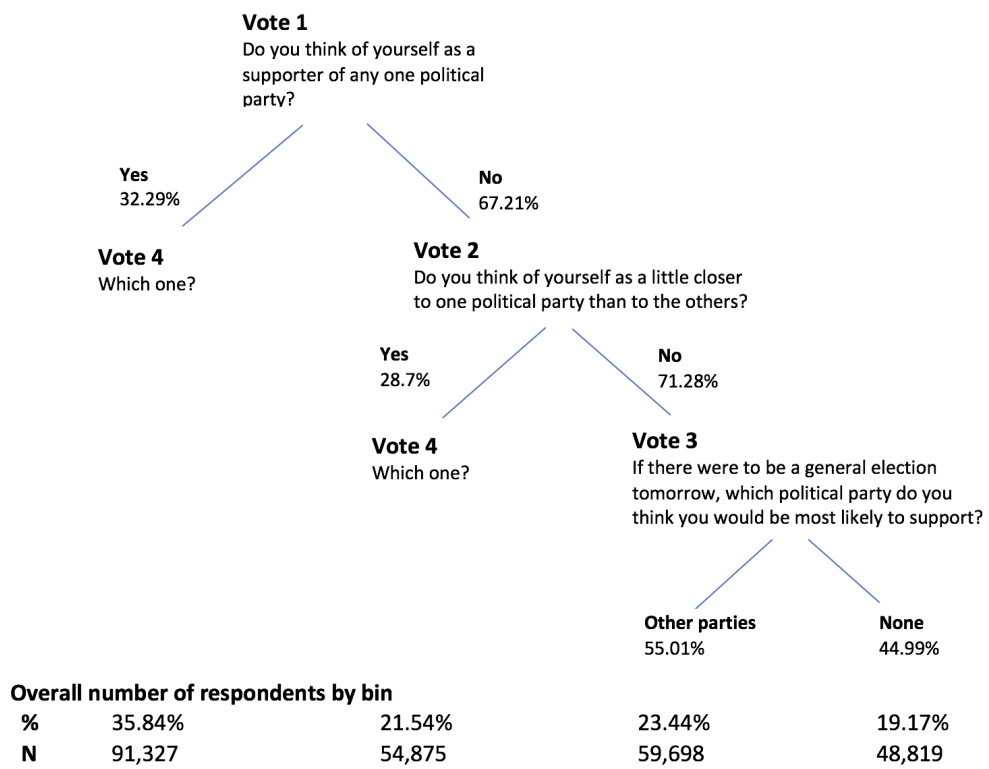 Vote 1
Do you think of yourself as a
supporter of any one political
party?
Yes
32.29%
No
67.21%
Vote 4
Which one?
Vote 2
Do you think of yourself as a little closer
to one political party than to the others?
Yes
28.7%
No
71.28%
Vote 4
Which one?
Vote 3
If there were to be a general election
tomorrow, which political party do you
think you would be most likely to support?
Other parties
55.01%
None
44.99%
Overall number of respondents by bin
% 35.84% 21.54% 23.44% 19.17%
N 91,327 54,875 59,698 48,819